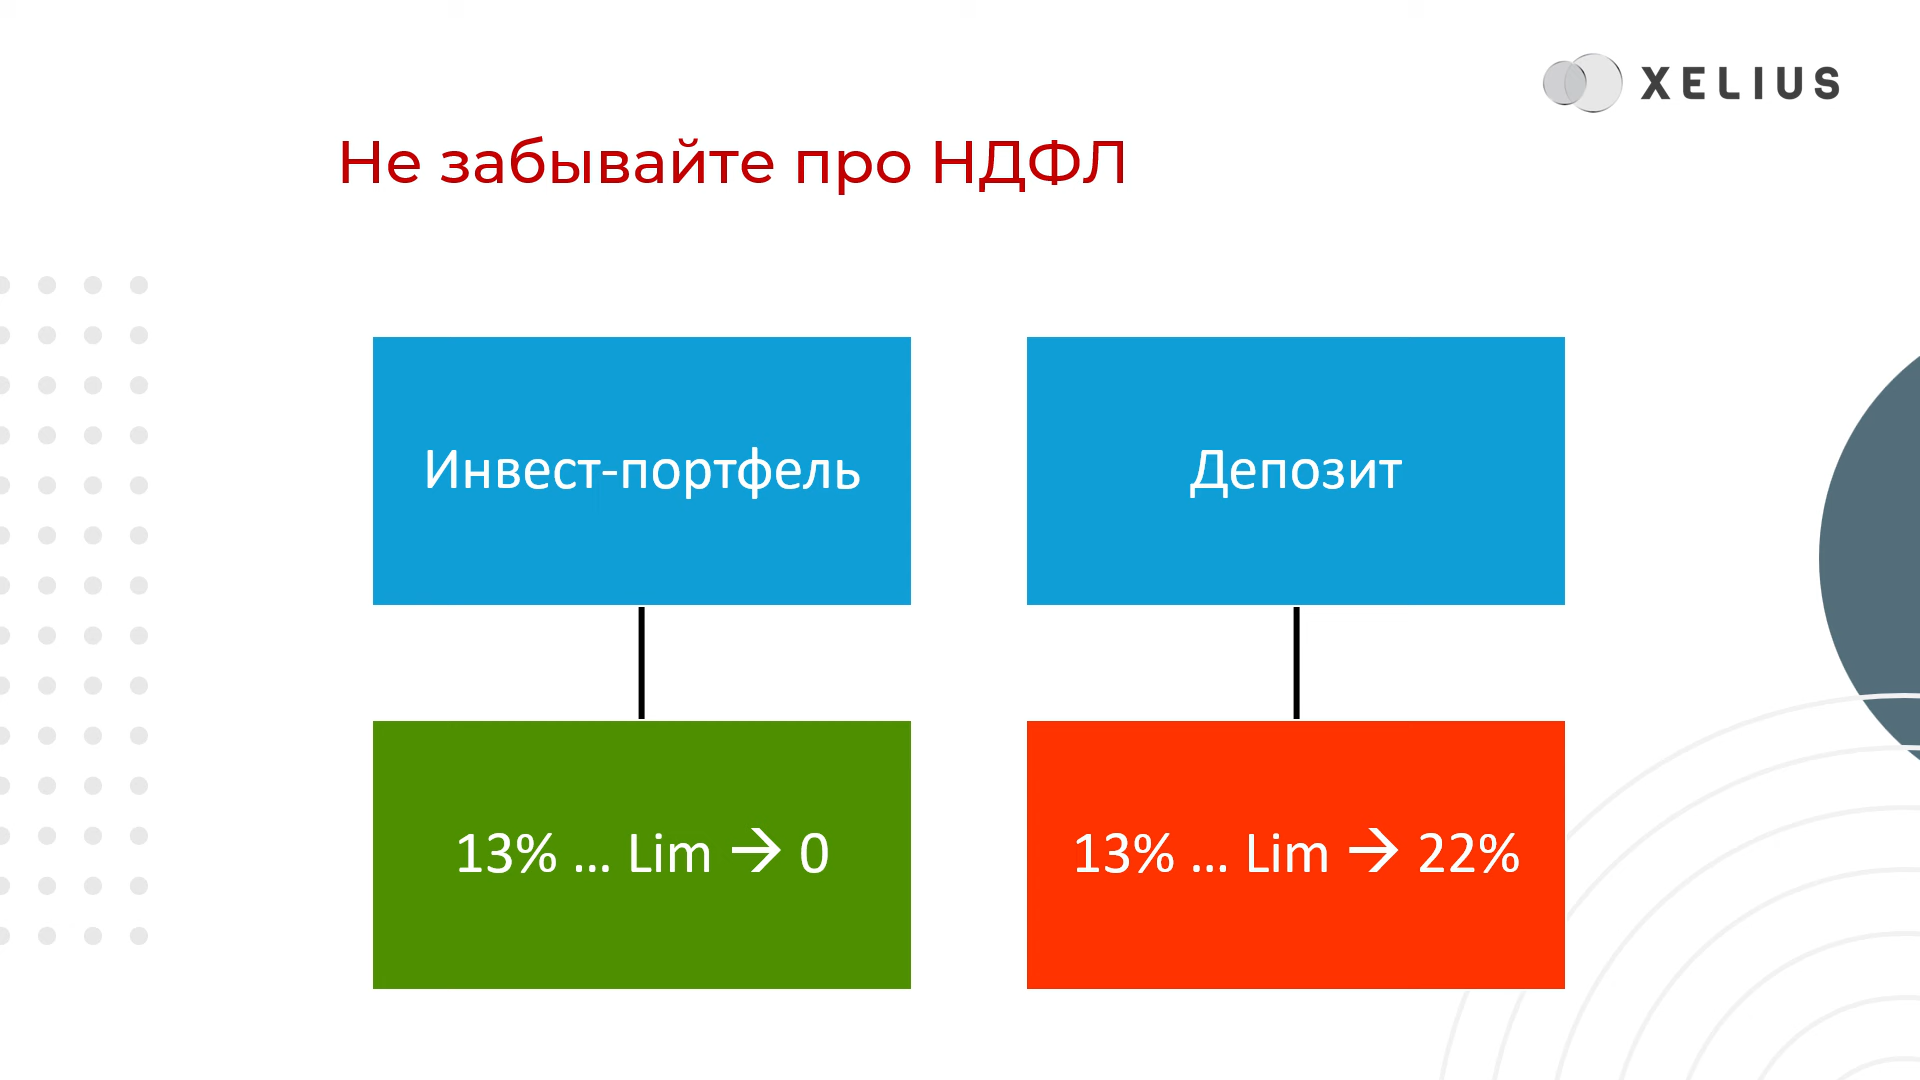 XELIUS
Не забывайте про НДФЛ
Инвест-портфель
Депозит
13% ... Lim → 0
13% ... Lim → 22%